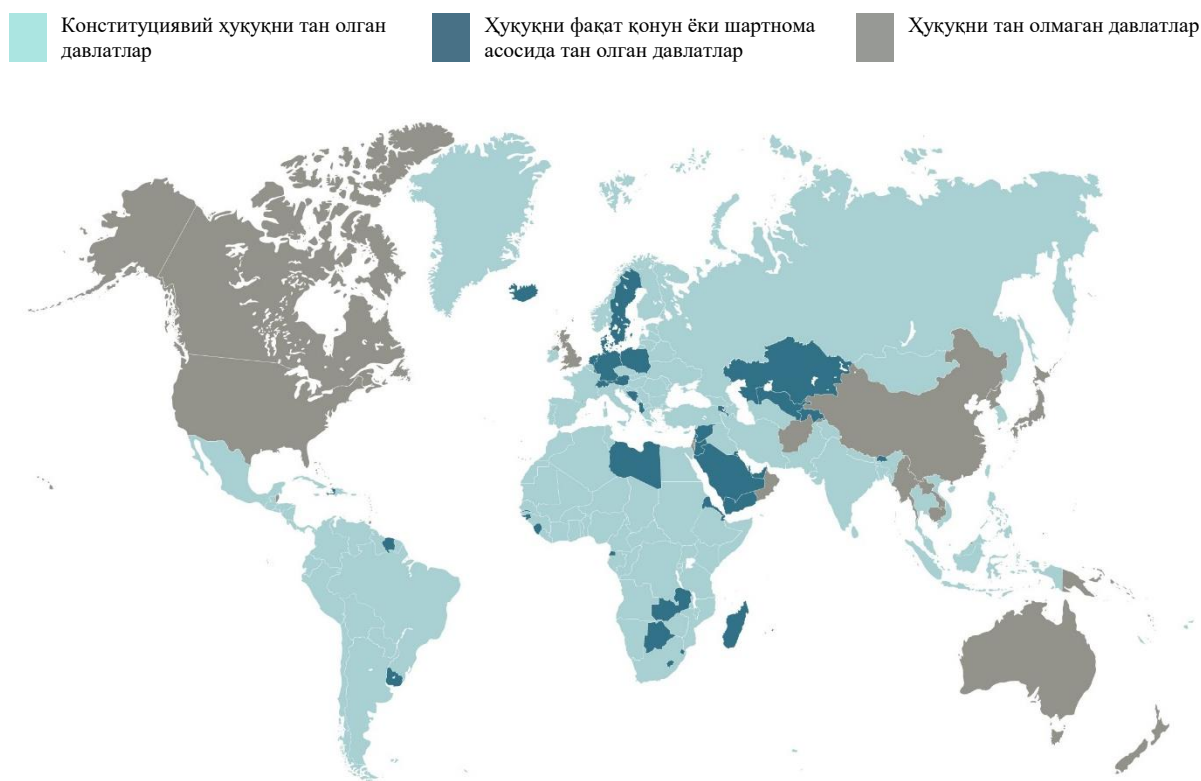 Конституциявий ҳуқуқни тан олган
давлатлар
Ҳуқуқни фақат қонун ёки шартнома
асосида тан олган давлатлар
Ҳуқуқни тан олмаган давлатлар